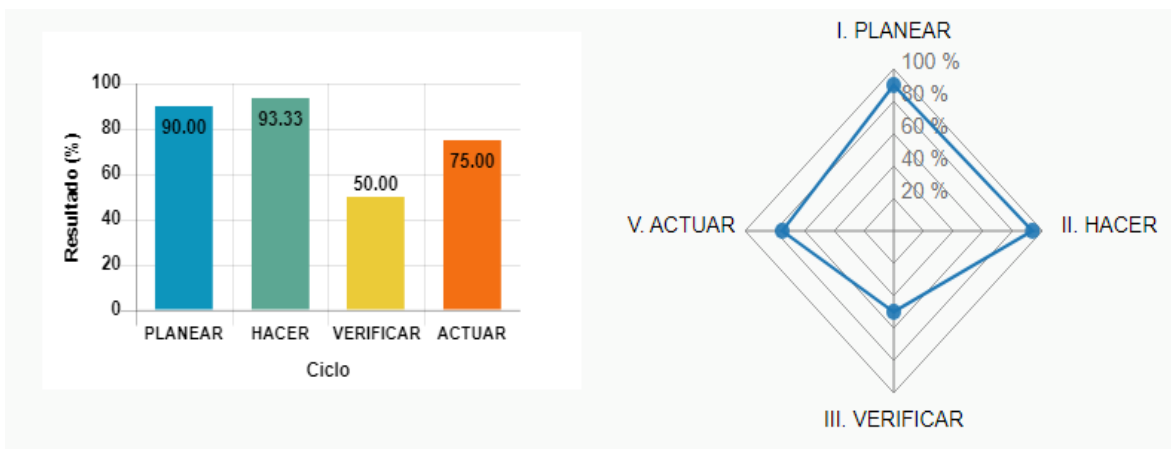 100
80
60
40
20
0
Resultado (%)
90.00
93.33
50.00
75.00
PLANEAR
HACER
VERIFICAR
ACTUAR
Ciclo
I. PLANEAR
100 %
80 %
60 %
40 %
20 %
V. ACTUAR
II. HACER
III. VERIFICAR